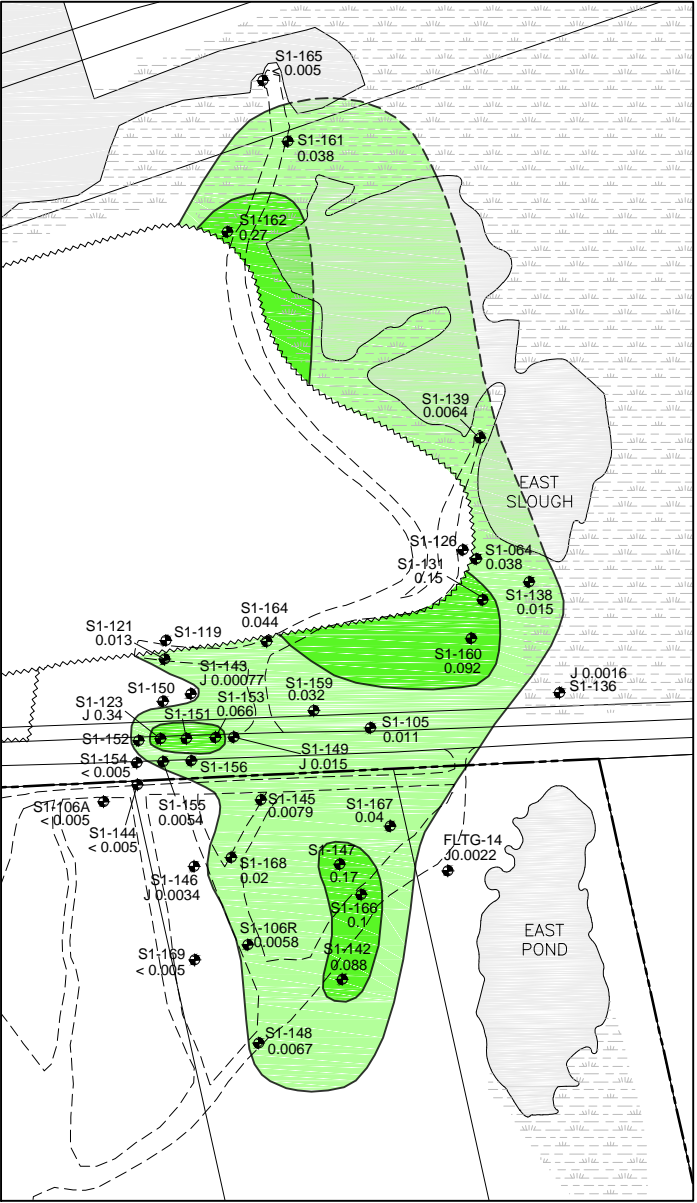 S1-165
< 0.005
S1-161
0.038
S1-162
0.27
S1-139
0.0064
EAST
SLOUGH
S1-126
S1-064
0.038
S1-131
0.15
S1-138
0.015
S1-164
0.044
S1-121
0.013
S1-119
S1-160
0.092
S1-143
J 0.00077
J 0.0016
S1-136
S1-150
S1-159
0.032
S1-153
0.066
S1-123
J 0.34
S1-151
S1-105
0.011
S1-152
S1-149
J 0.015
S1-154
< 0.005
S1-156
S1-106A
< 0.005
S1-155
0.0054
S1-145
0.0079
S1-167
0.04
S1-144
< 0.005
FLTG-14
J0.0022
S1-147
0.17
S1-168
0.02
S1-146
J 0.0034
S1-166
0.1
S1-106R
0.0058
EAST
POND
S1-142
0.088
S1-169
< 0.005
S1-148
0.0067